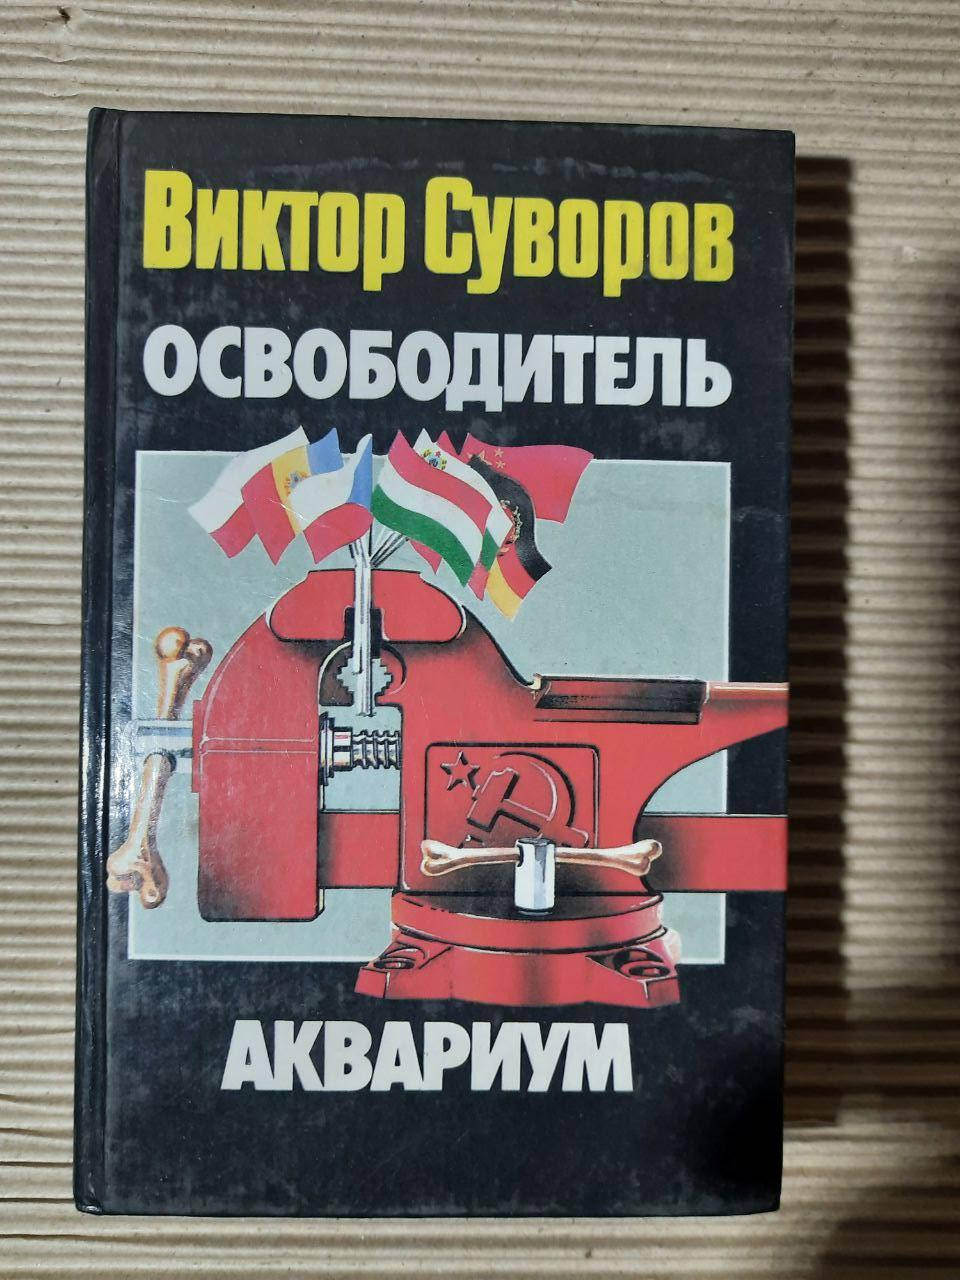 Виктор Суворов
ОСВОБОДИТЕЛЬ
АКВАРИУМ